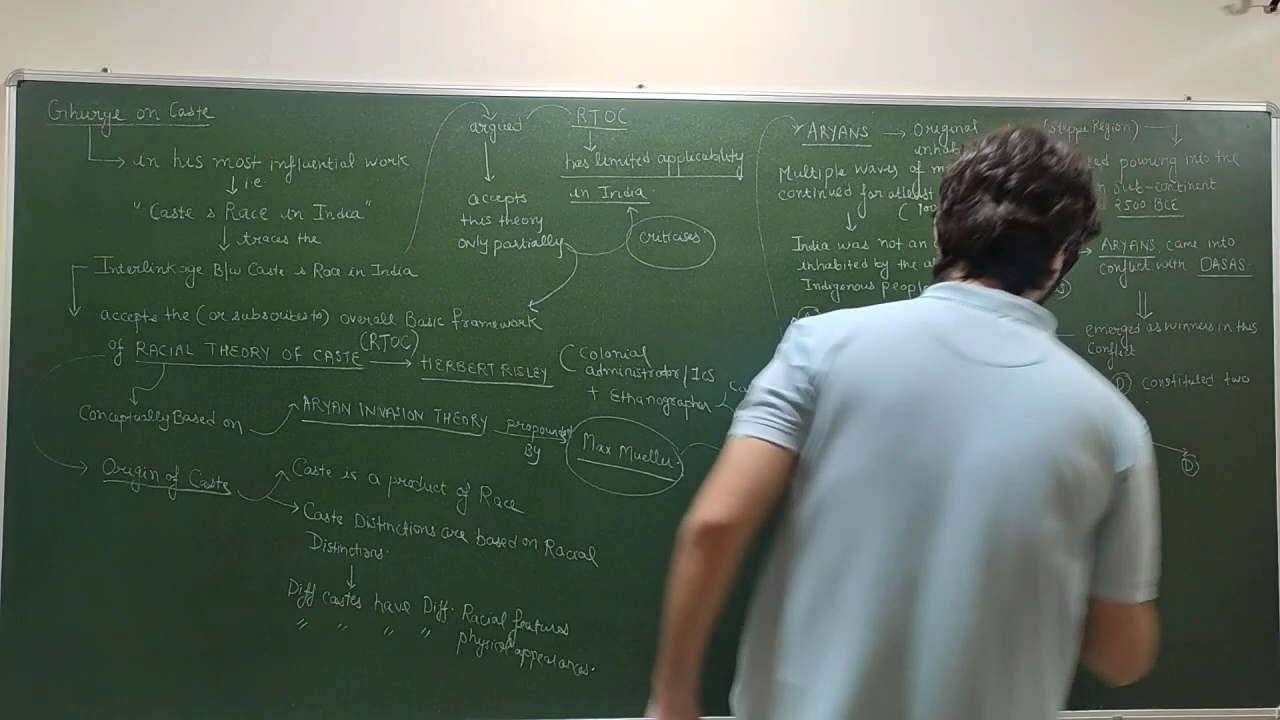 Ghurye on Caste
in his most influential work
i.e.
"Caste & Race in India"
traces the
Interlinkage B/w Caste & Race in India
accepts the (or subscribes to) overall Basic framework
of RACIAL THEORY OF CASTE (RTOC) → HERBERT RISLEY
(Colonial
administrator/ICS
+ Ethanographer
Conceptually Based on
ARYAN INVASION THEORY propounded
By
Max Mueller
Origin of Caste
Caste is a product of Race
Caste Distinctions are based on Racial
Distinctions.
Diff castes have Diff. Racial features
" " " " physical appearances.
argued
accepts
this theory
only partially
RTOC
has limited applicability
in India.
criticises
ARYANS → Original
inhab
Multiple waves of m
continued for atleast
(100
India was not an
inhabited by the
Indigenous peopl
(Steppe Region)
ed pouring into the
sub-continent
2500 BCE
ARYANS, came into
conflict with DASAS.
emerged as winners in this
Conflict
D constituted two
D